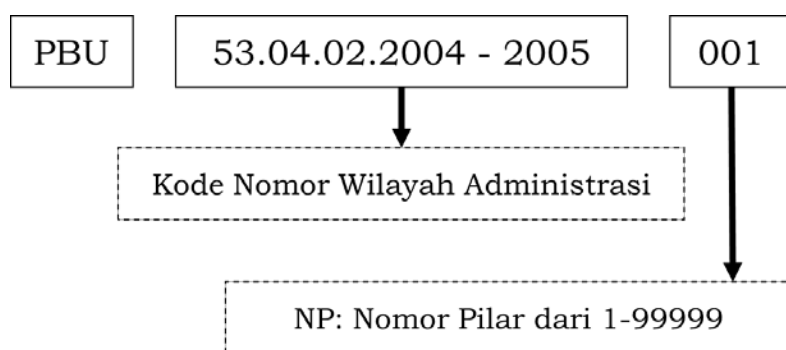 PBU 53.04.02.2004 - 2005 001
Kode Nomor Wilayah Administrasi
NP: Nomor Pilar dari 1-99999